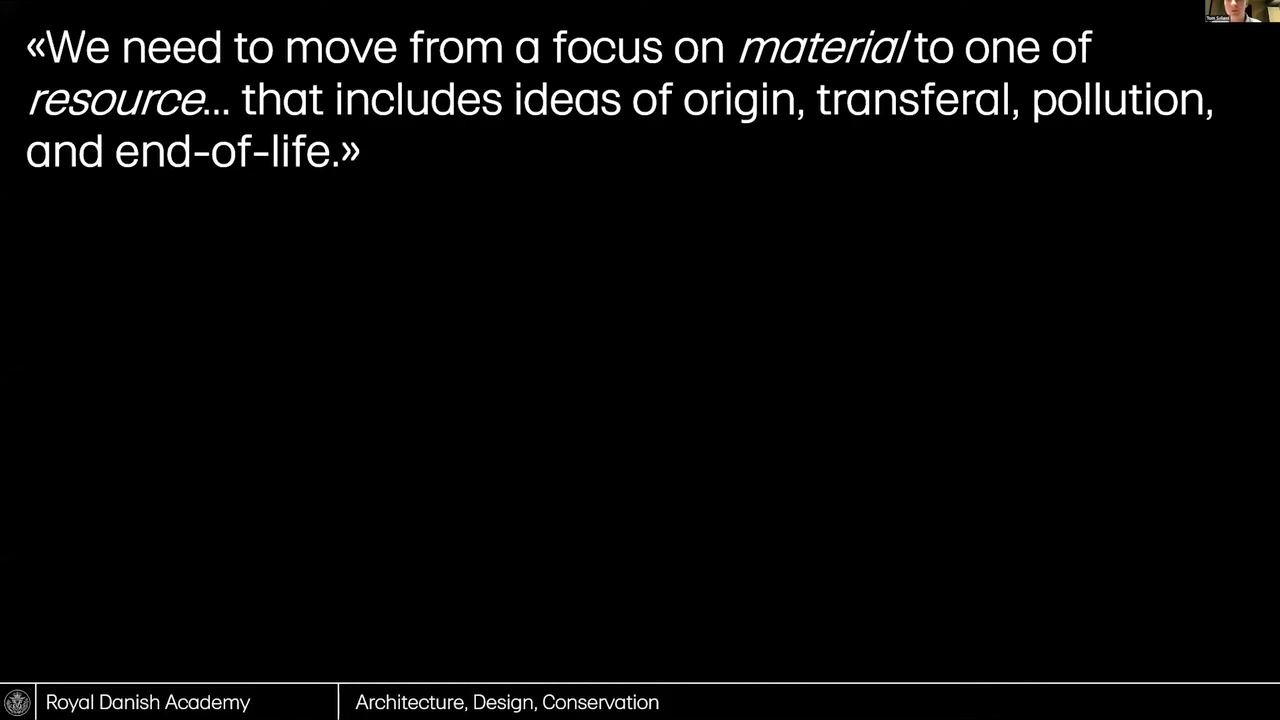 «We need to move from a focus on material to one of
resource... that includes ideas of origin, transferal, pollution,
and end-of-life.»
Royal Danish Academy
Architecture, Design, Conservation